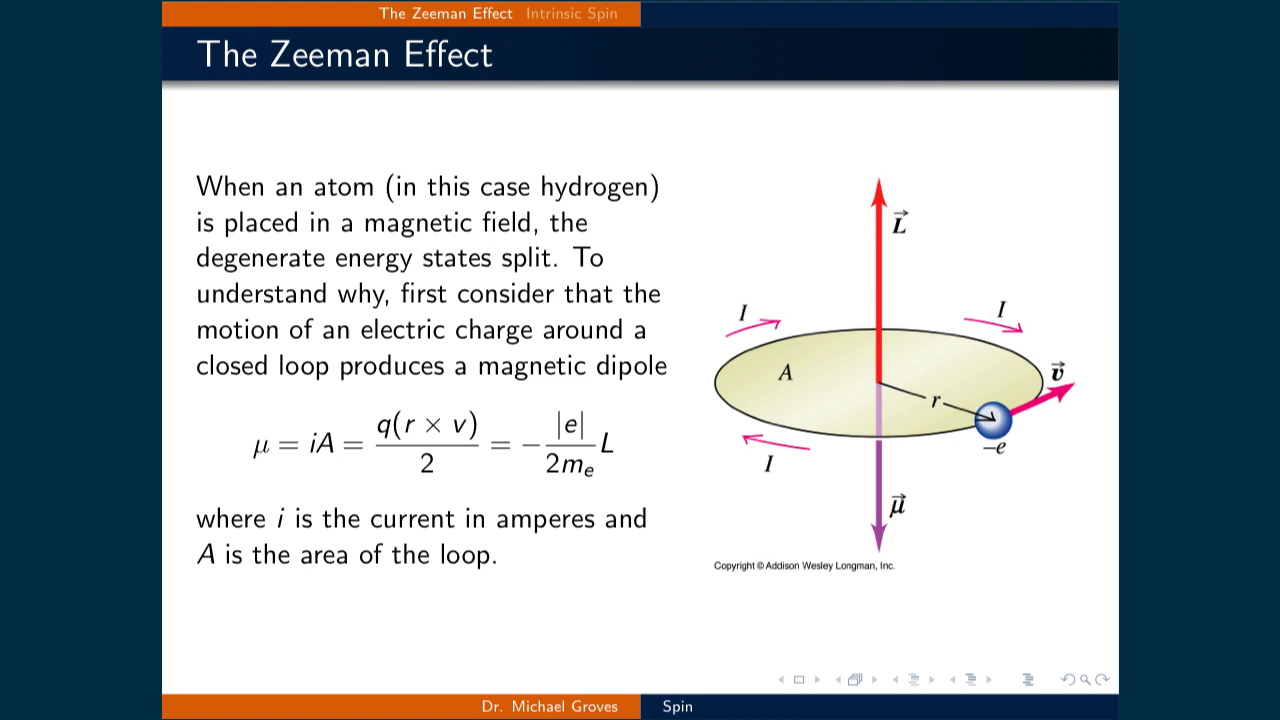 The Zeeman Effect Intrinsic Spin
The Zeeman Effect
When an atom (in this case hydrogen)
is placed in a magnetic field, the
degenerate energy states split. To
understand why, first consider that the
motion of an electric charge around a
closed loop produces a magnetic dipole
μ = iA = q(r × v)/2 = −|e|/2mₑ L
where i is the current in amperes and
A is the area of the loop.
L⃗
I
I
A
v⃗
r
−e
I
μ⃗
Copyright © Addison Wesley Longman, Inc.
Dr. Michael Groves Spin